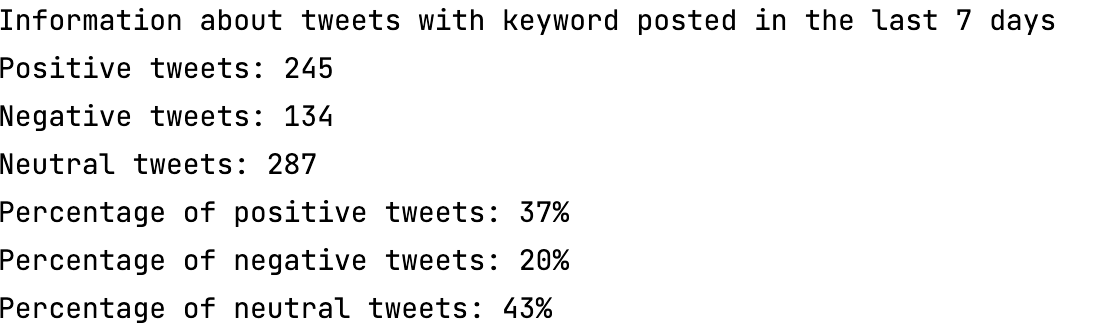 Information about tweets with keyword posted in the last 7 days
Positive tweets: 245
Negative tweets: 134
Neutral tweets: 287
Percentage of positive tweets: 37%
Percentage of negative tweets: 20%
Percentage of neutral tweets: 43%